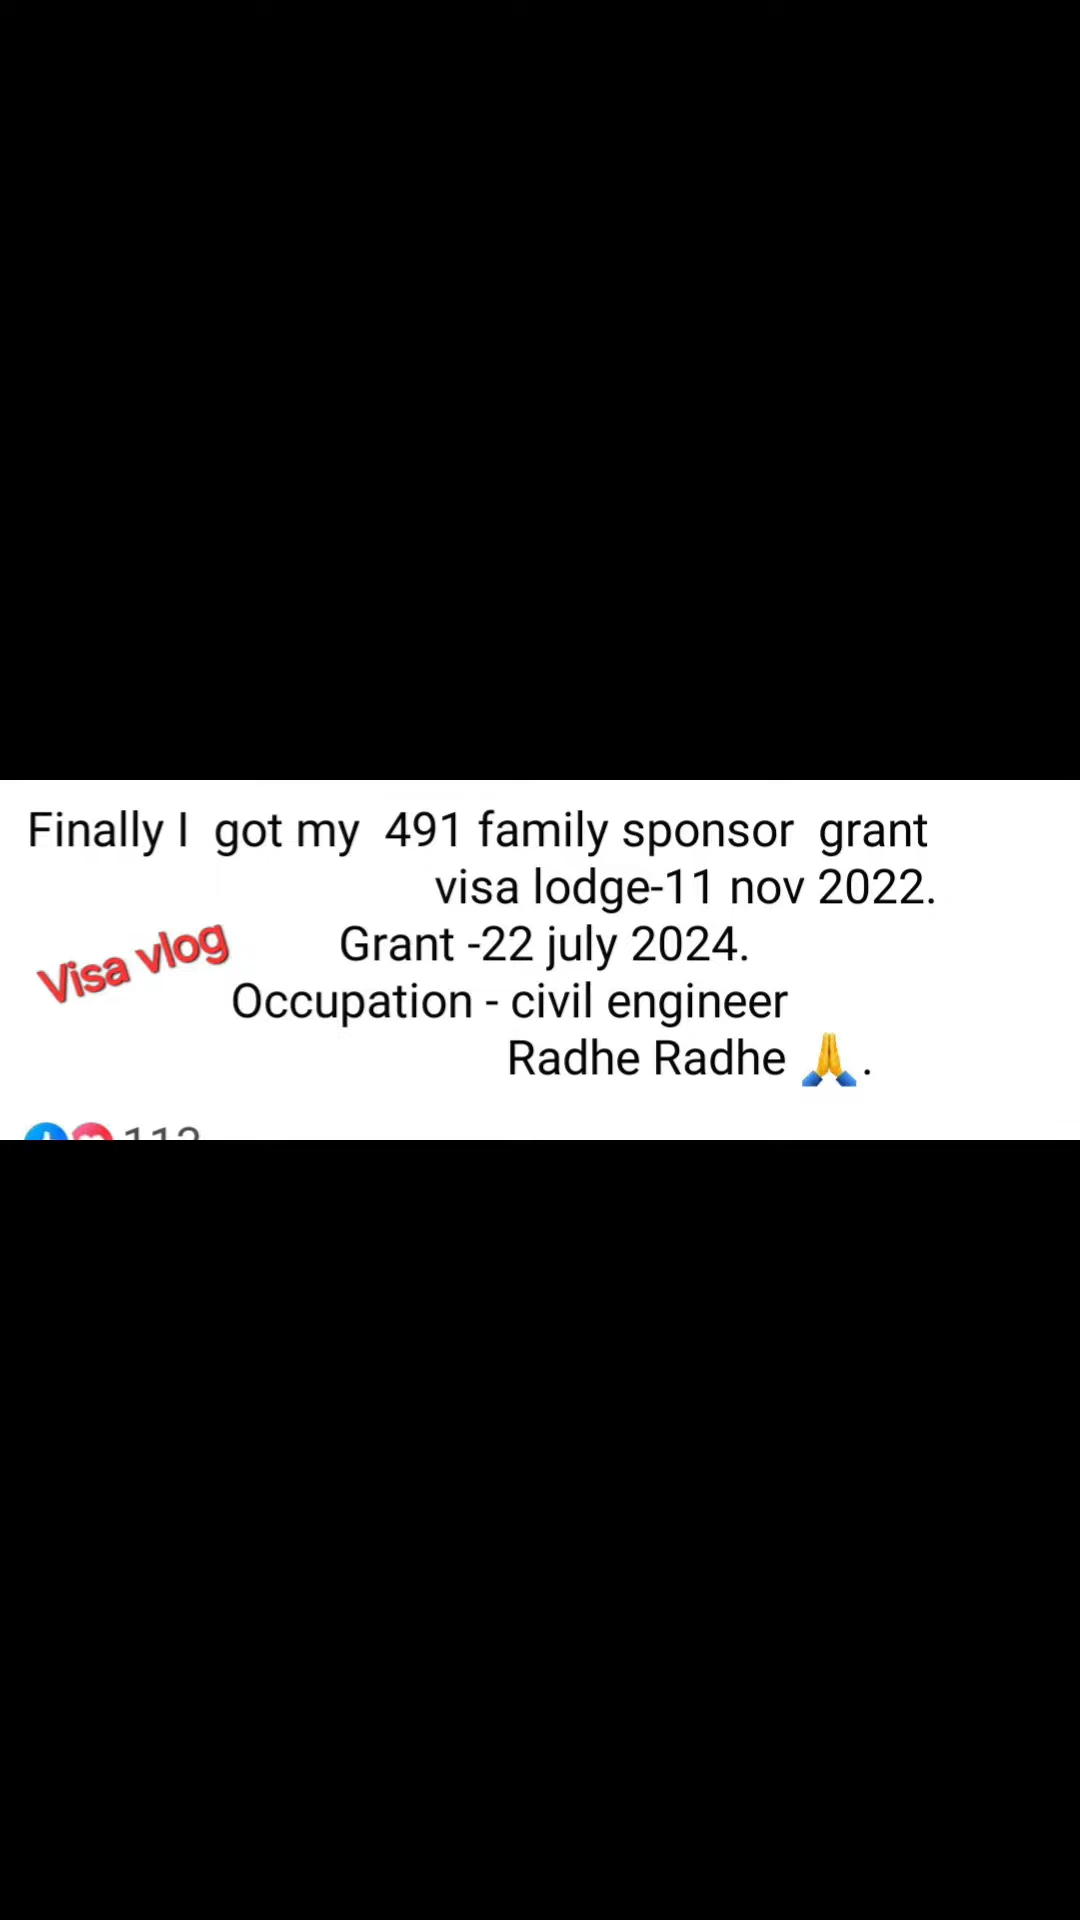 Finally I  got my  491 family sponsor  grant
visa lodge-11 nov 2022.
Visa vlog
Grant -22 july 2024.
Occupation - civil engineer
Radhe Radhe 🙏.